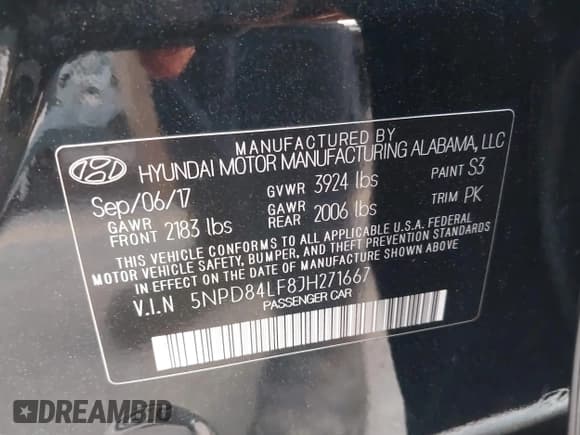 MANUFACTURED BY
HYUNDAI MOTOR MANUFACTURING ALABAMA, LLC
Sep/06/17 GVWR 3924 lbs PAINT S3
GAWR FRONT 2183 lbs GAWR REAR 2006 lbs TRIM PK
THIS VEHICLE CONFORMS TO ALL APPLICABLE U.S.A. FEDERAL
MOTOR VEHICLE SAFETY, BUMPER, AND THEFT PREVENTION STANDARDS
IN EFFECT ON THE DATE OF MANUFACTURE SHOWN ABOVE
V.I.N 5NPD84LF8JH271667
PASSENGER CAR
DREAMBID